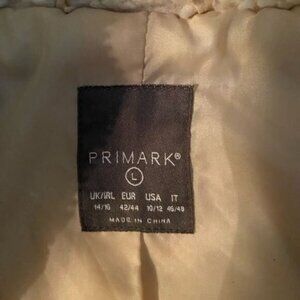 PRIMARK®
L
UK/IRL EUR USA IT
14/16 42/44 10/12 46/48
MADE IN CHINA